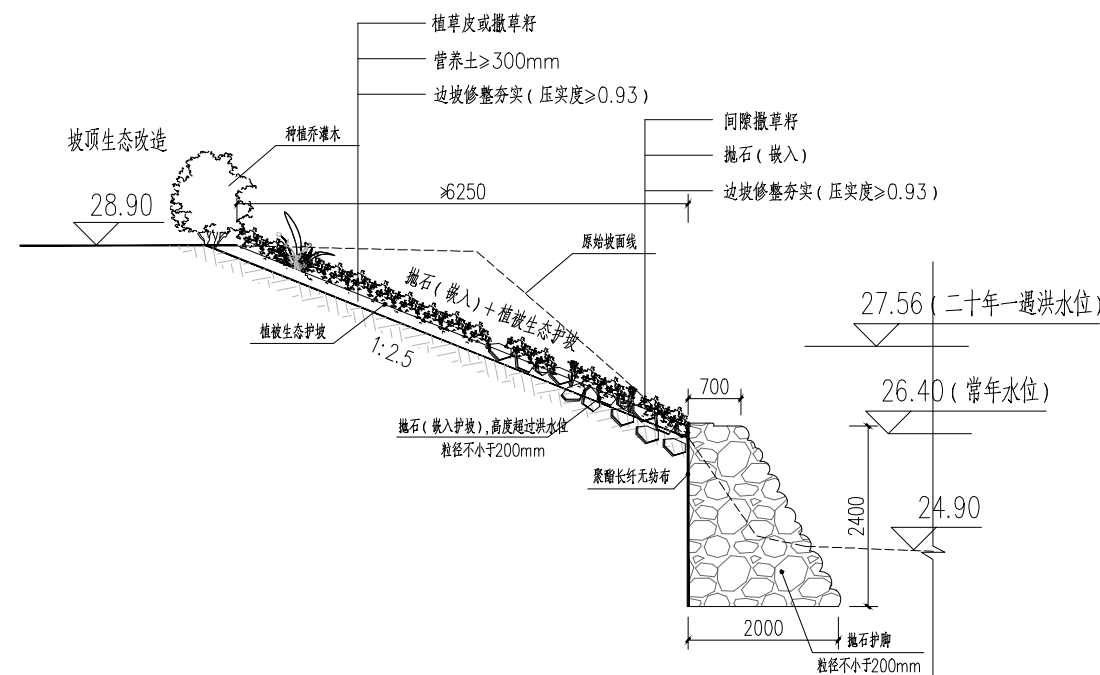 植草皮或撒草籽
营养土≥300mm
边坡修整夯实(压实度≥0.93)
间隙撒草籽
抛石(嵌入)
边坡修整夯实(压实度≥0.93)
坡顶生态改造
种植乔灌木
≥6250
28.90
原始坡面线
抛石(嵌入)+植被生态护坡
植被生态护坡
1:2.5
27.56(二十年一遇洪水位)
700
26.40(常年水位)
抛石(嵌入护坡),高度超过洪水位
粒径不小于200mm
聚酯长纤无纺布
2400
24.90
2000
抛石护脚
粒径不小于200mm